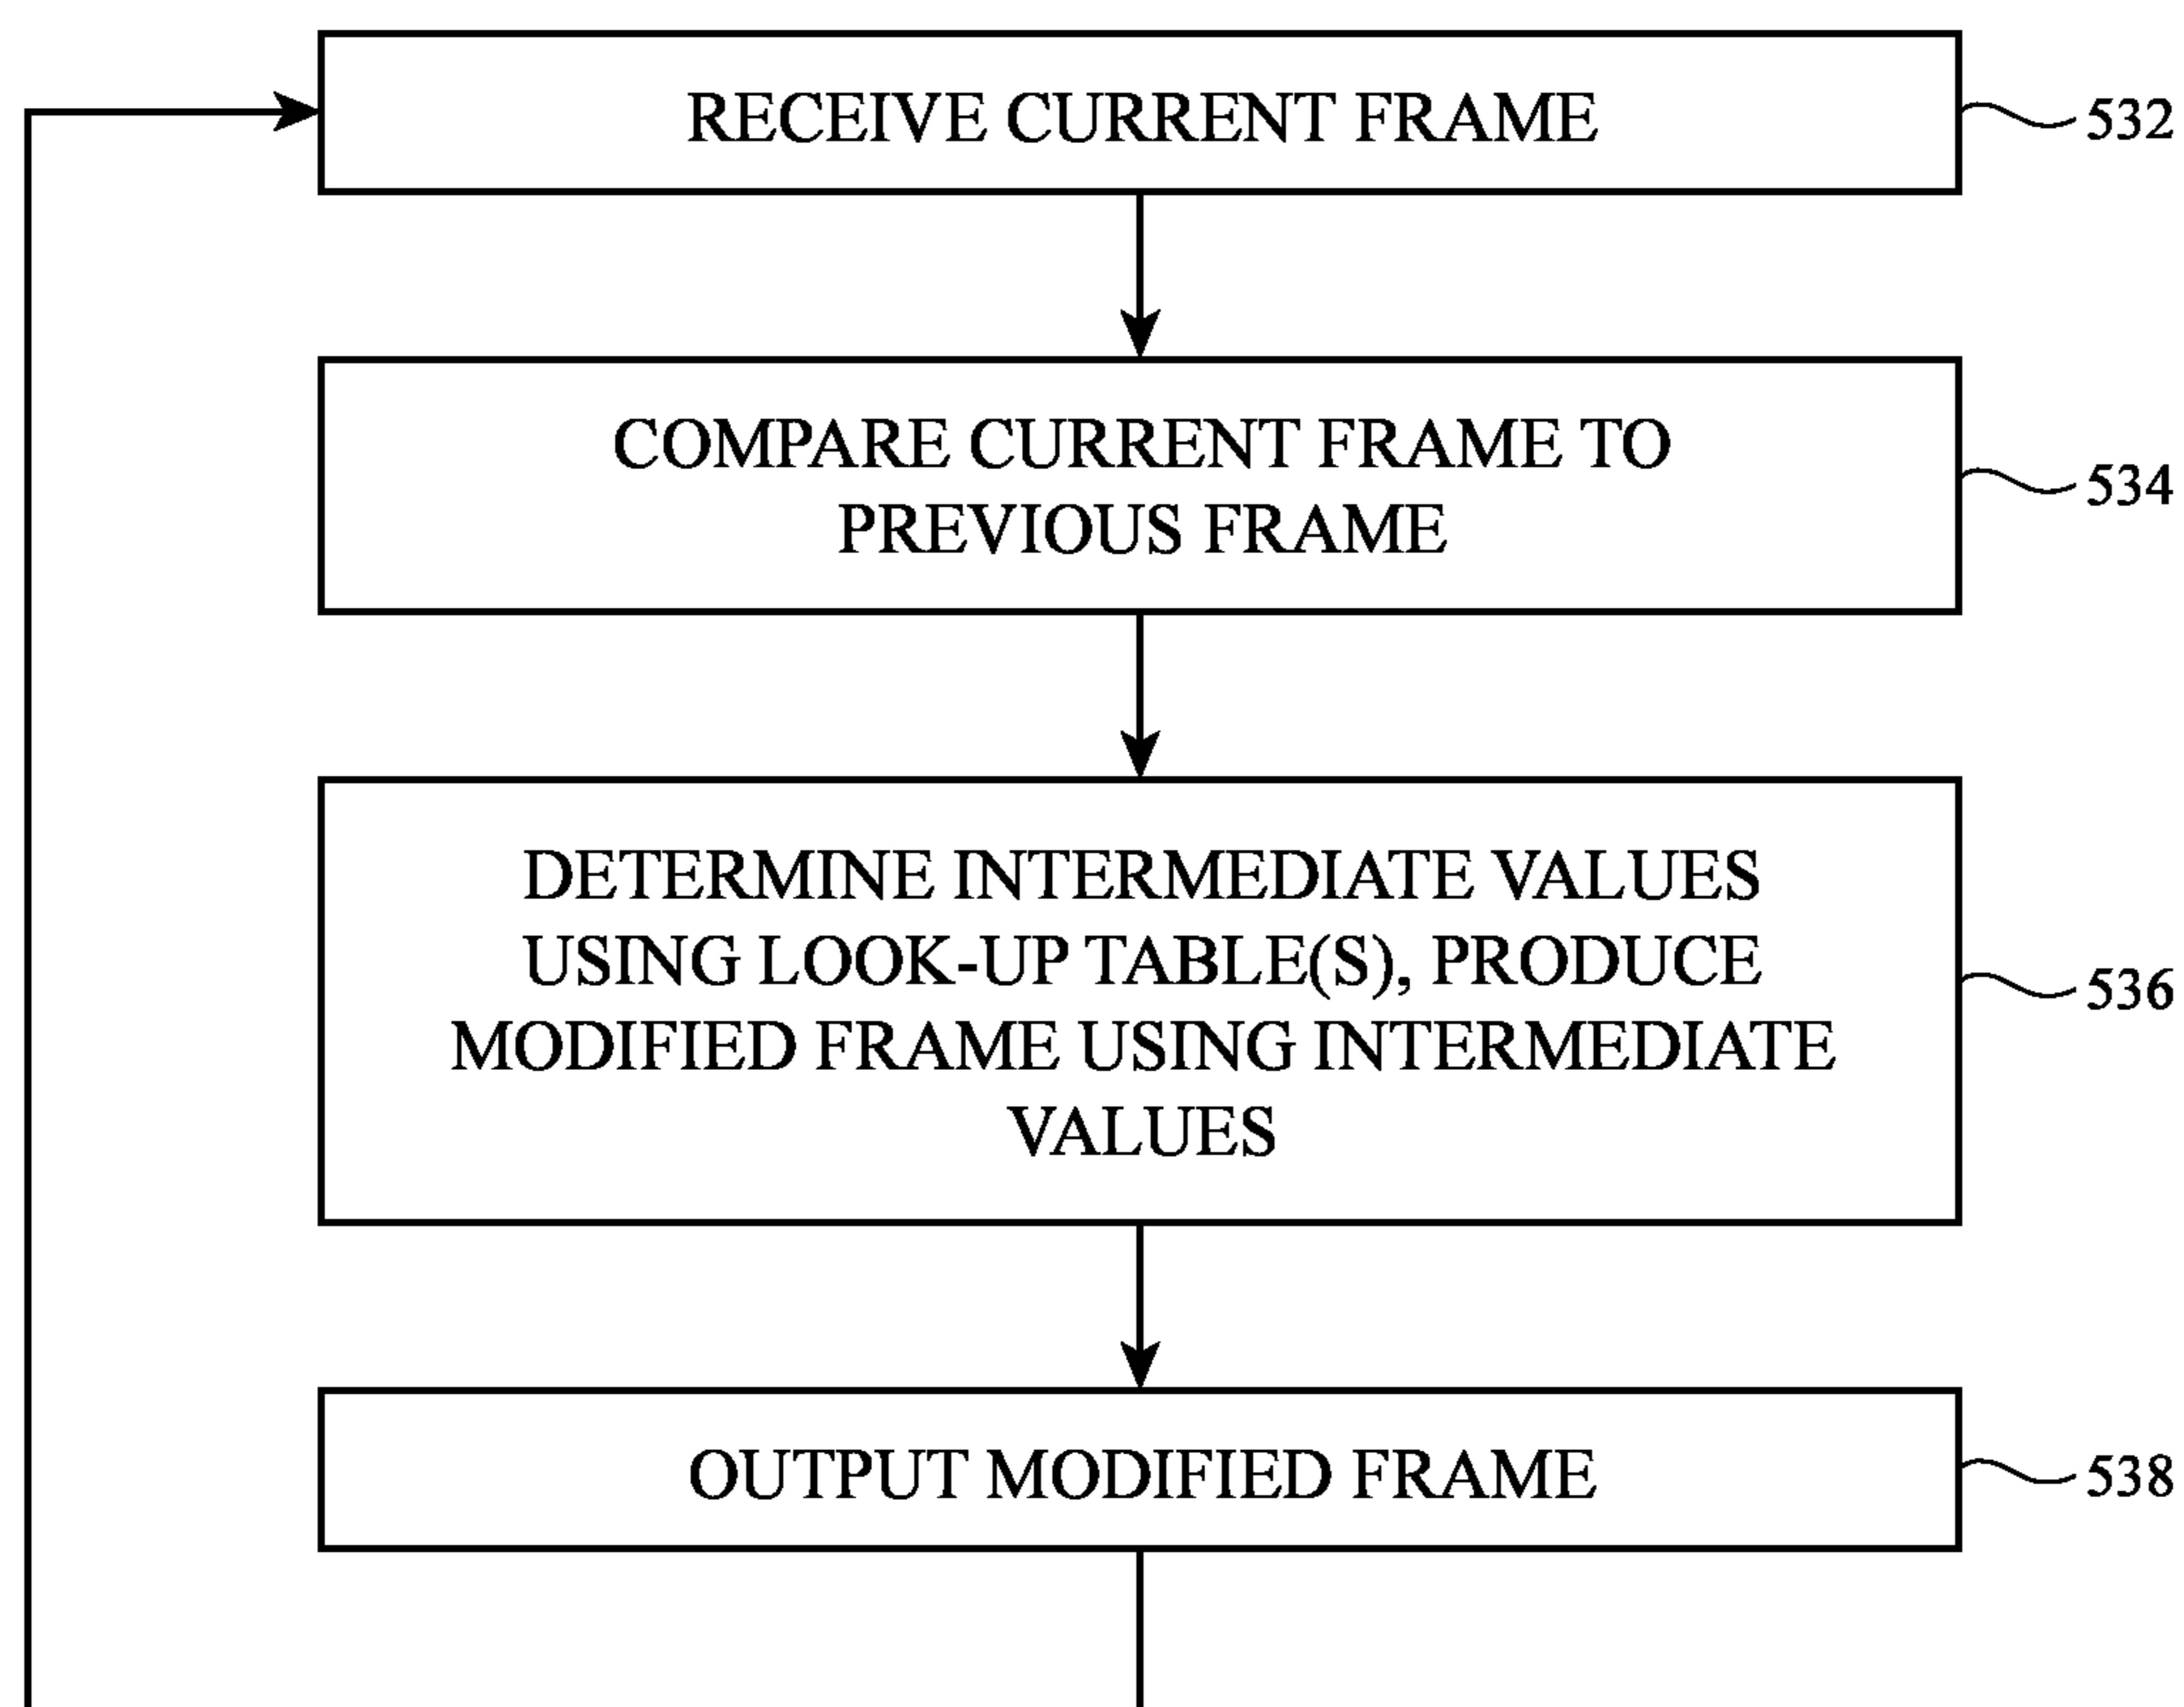 RECEIVE CURRENT FRAME
532
COMPARE CURRENT FRAME TO
PREVIOUS FRAME
534
DETERMINE INTERMEDIATE VALUES
USING LOOK-UP TABLE(S), PRODUCE
MODIFIED FRAME USING INTERMEDIATE
VALUES
536
OUTPUT MODIFIED FRAME
538